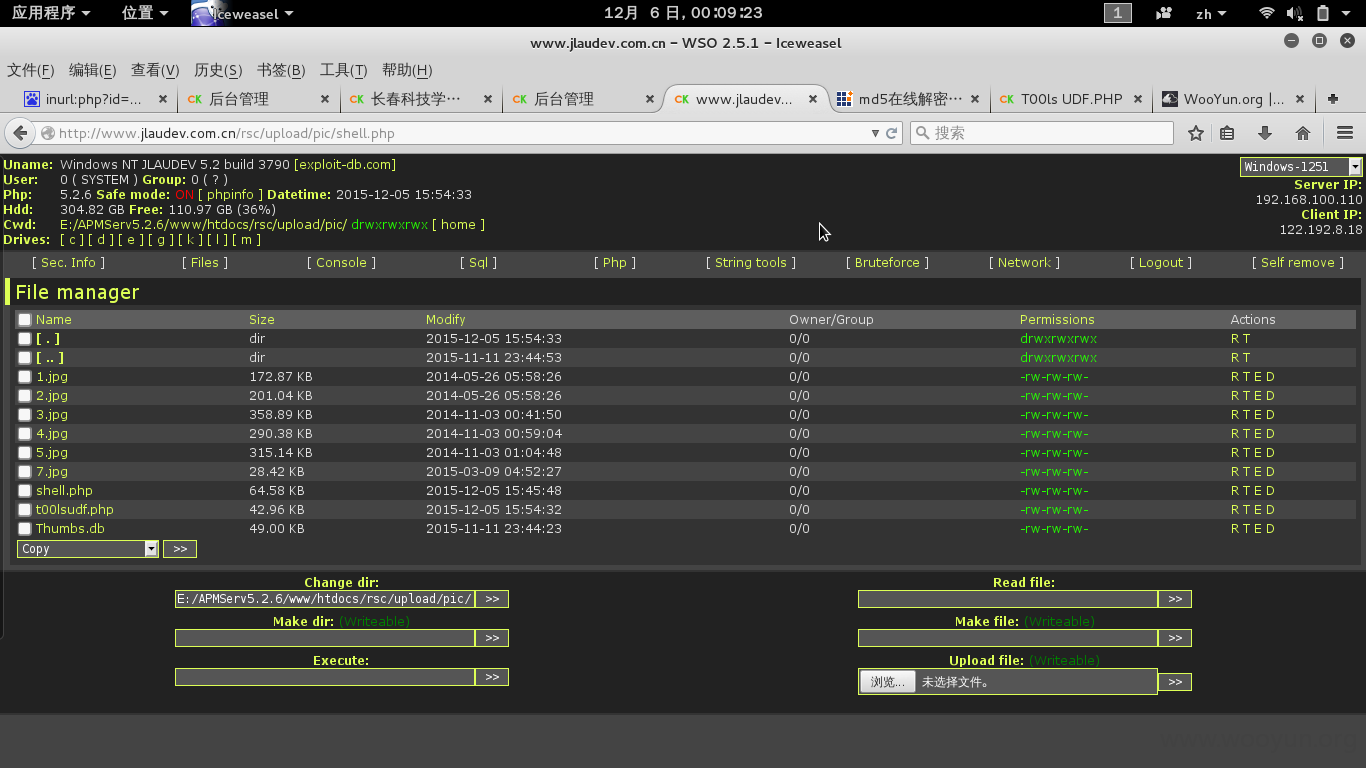 应用程序 位置 Iceweasel 12月 6日, 00:09:23 1 zh
www.jlaudev.com.cn – WSO 2.5.1 – Iceweasel
文件(F) 编辑(E) 查看(V) 历史(S) 书签(B) 工具(T) 帮助(H)
inurl:php?id=... 后台管理 长春科技学… 后台管理 www.jlaudev... md5在线解密… T00ls UDF.PHP WooYun.org |...
http://www.jlaudev.com.cn/rsc/upload/pic/shell.php 搜索
Uname: Windows NT JLAUDEV 5.2 build 3790 [exploit-db.com] Windows-1251
User: 0 ( SYSTEM ) Group: 0 ( ? ) Server IP:
Php: 5.2.6 Safe mode: ON [ phpinfo ] Datetime: 2015-12-05 15:54:33 192.168.100.110
Hdd: 304.82 GB Free: 110.97 GB (36%) Client IP:
Cwd: E:/APMServ5.2.6/www/htdocs/rsc/upload/pic/ drwxrwxrwx [ home ] 122.192.8.18
Drives: [ c ] [ d ] [ e ] [ g ] [ k ] [ l ] [ m ]
[ Sec. Info ] [ Files ] [ Console ] [ Sql ] [ Php ] [ String tools ] [ Bruteforce ] [ Network ] [ Logout ] [ Self remove ]
File manager
Name Size Modify Owner/Group Permissions Actions
[ . ] dir 2015-12-05 15:54:33 0/0 drwxrwxrwx R T
[ .. ] dir 2015-11-11 23:44:53 0/0 drwxrwxrwx R T
1.jpg 172.87 KB 2014-05-26 05:58:26 0/0 -rw-rw-rw- R T E D
2.jpg 201.04 KB 2014-05-26 05:58:26 0/0 -rw-rw-rw- R T E D
3.jpg 358.89 KB 2014-11-03 00:41:50 0/0 -rw-rw-rw- R T E D
4.jpg 290.38 KB 2014-11-03 00:59:04 0/0 -rw-rw-rw- R T E D
5.jpg 315.14 KB 2014-11-03 01:04:48 0/0 -rw-rw-rw- R T E D
7.jpg 28.42 KB 2015-03-09 04:52:27 0/0 -rw-rw-rw- R T E D
shell.php 64.58 KB 2015-12-05 15:45:48 0/0 -rw-rw-rw- R T E D
t00lsudf.php 42.96 KB 2015-12-05 15:54:32 0/0 -rw-rw-rw- R T E D
Thumbs.db 49.00 KB 2015-11-11 23:44:23 0/0 -rw-rw-rw- R T E D
Copy >>
Change dir: Read file:
E:/APMServ5.2.6/www/htdocs/rsc/upload/pic/ >> >>
Make dir: (Writeable) Make file: (Writeable)
>> >>
Execute: Upload file: (Writeable)
>> 浏览... 未选择文件。 >>